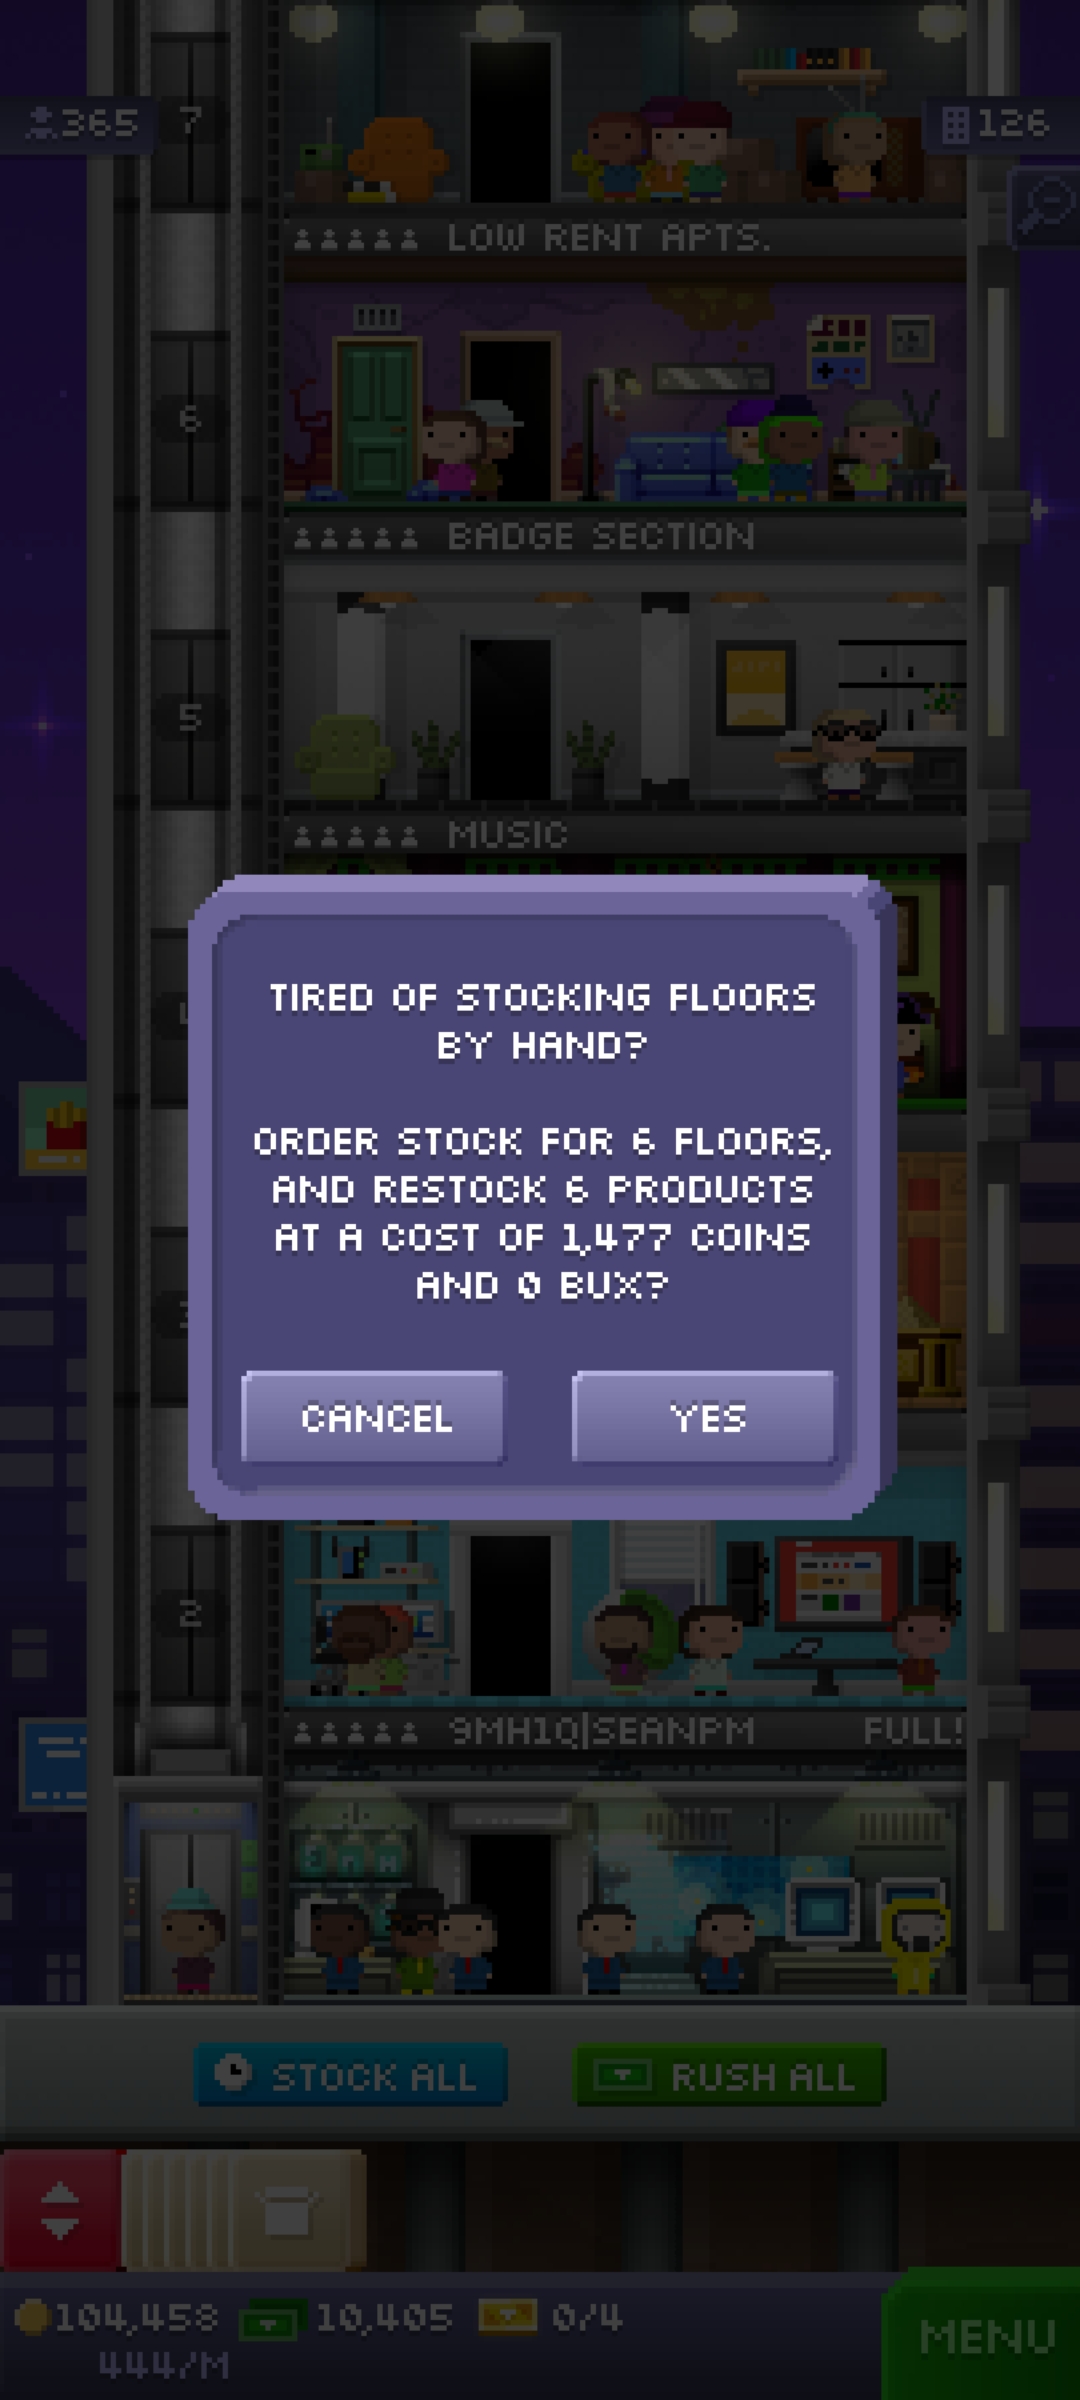 365
7
126
LOW RENT APTS.
6
BADGE SECTION
5
MUSIC
TIRED OF STOCKING FLOORS
BY HAND?
ORDER STOCK FOR 6 FLOORS,
AND RESTOCK 6 PRODUCTS
AT A COST OF 1,477 COINS
AND 0 BUX?
CANCEL
YES
2
9MH1Q|SEANPM
FULL!
STOCK ALL
RUSH ALL
104,458
10,405
0/4
444/M
MENU